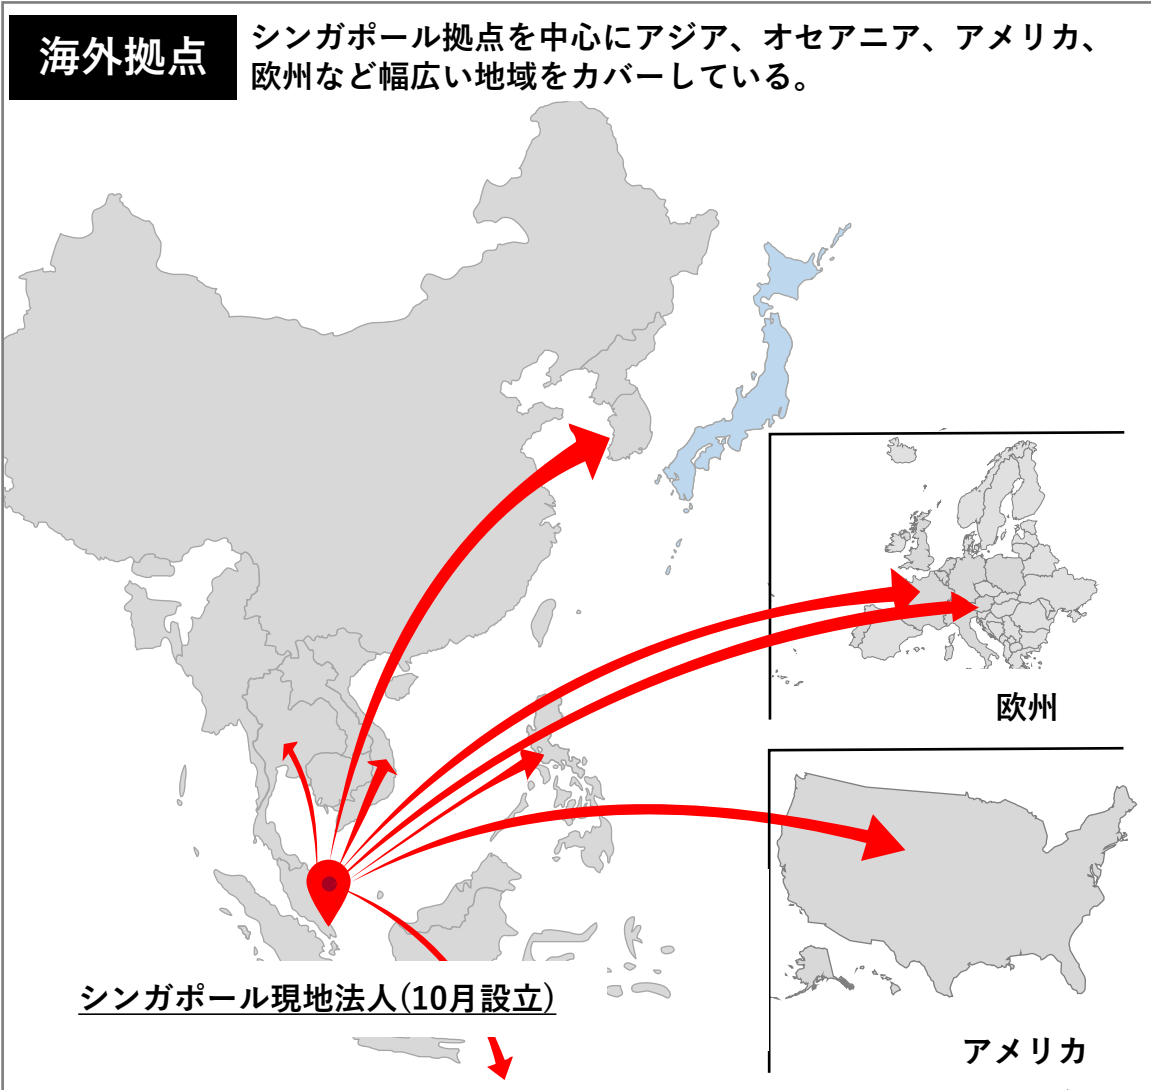 海外拠点
シンガポール拠点を中心にアジア、オセアニア、アメリカ、
欧州など幅広い地域をカバーしている。
欧州
シンガポール現地法人(10月設立)
アメリカ